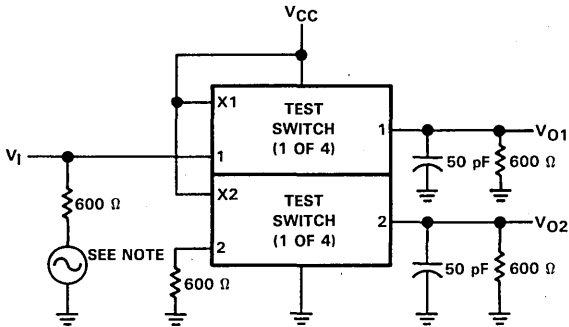 VCC
X1
TEST
SWITCH
(1 OF 4)
1
VO1
VI
1
50 pF
600 Ω
600 Ω
X2
TEST
SWITCH
(1 OF 4)
2
VO2
SEE NOTE
2
600 Ω
50 pF
600 Ω